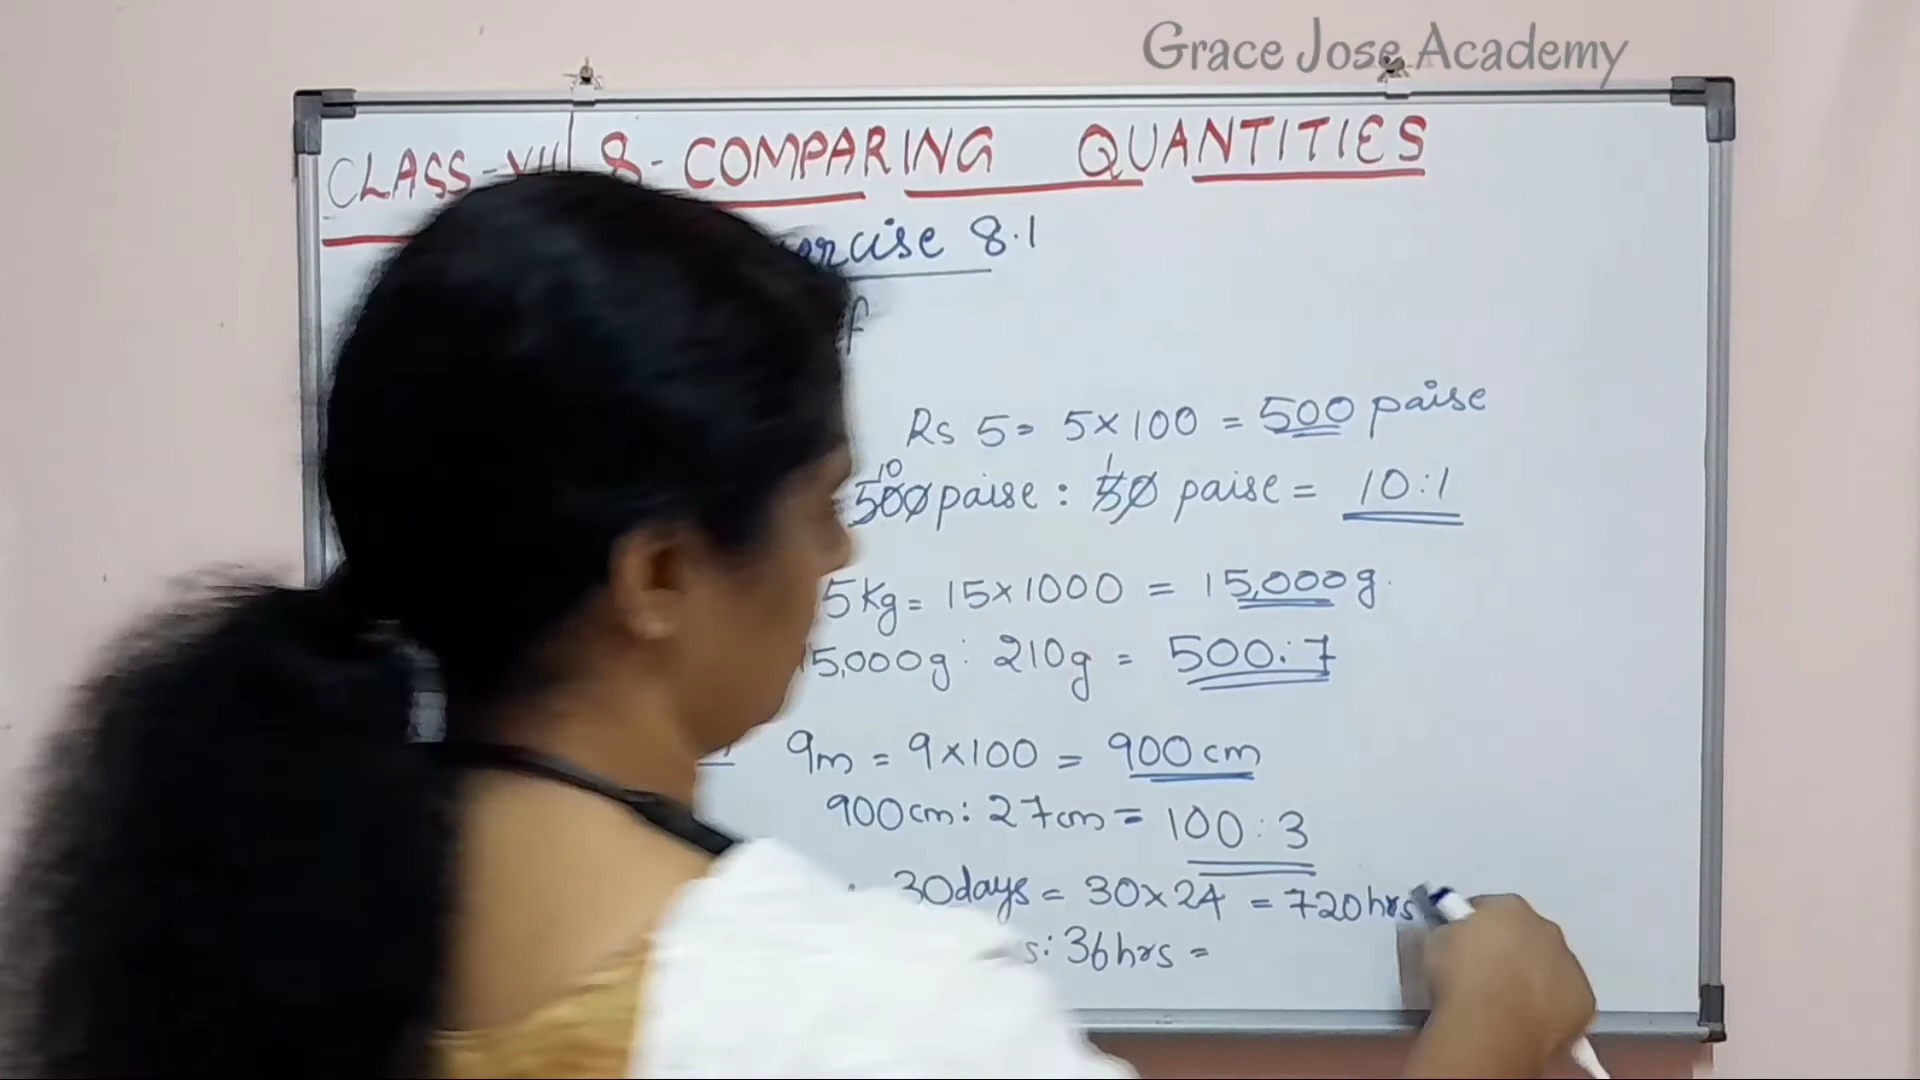 Grace Jose Academy
CLASS-VII 8-COMPARING QUANTITIES
ercise 8.1
f
Rs 5= 5×100 = 500 paise
10 1
500 paise : 50 paise = 10:1
5Kg= 15×1000 = 15,000g
15,000g: 210g = 500:7
9m = 9×100 = 900cm
900cm: 27cm = 100:3
30days = 30×24 = 720hrs
s: 36hrs =